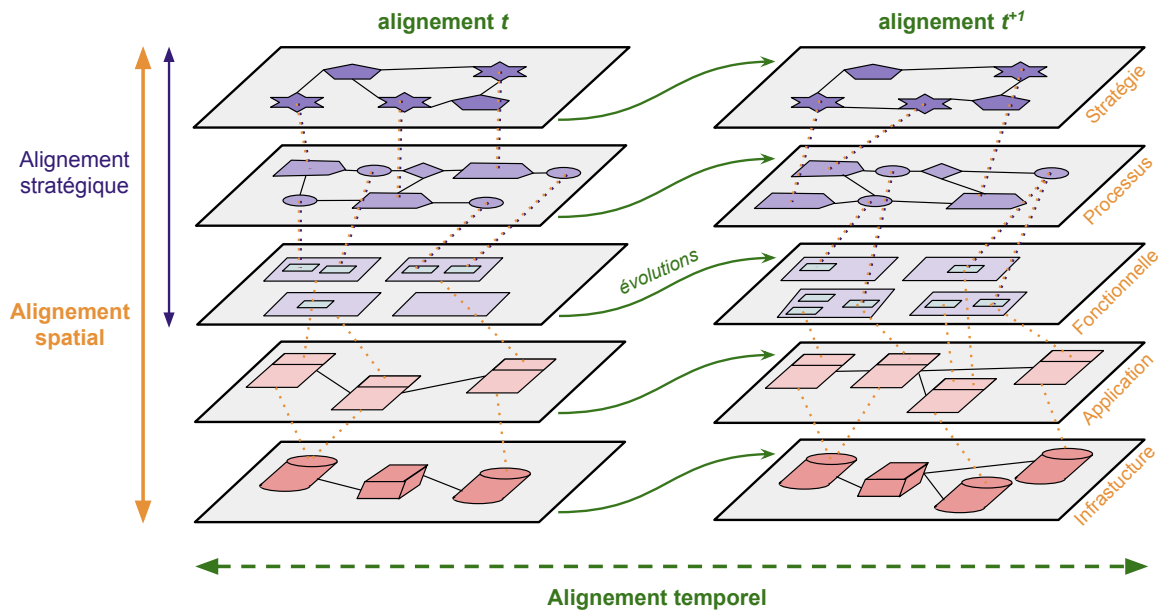 alignement t
alignement t+1
Stratégie
Alignement
stratégique
Processus
évolutions
Fonctionnelle
Alignement
spatial
Application
Infrastucture
Alignement temporel